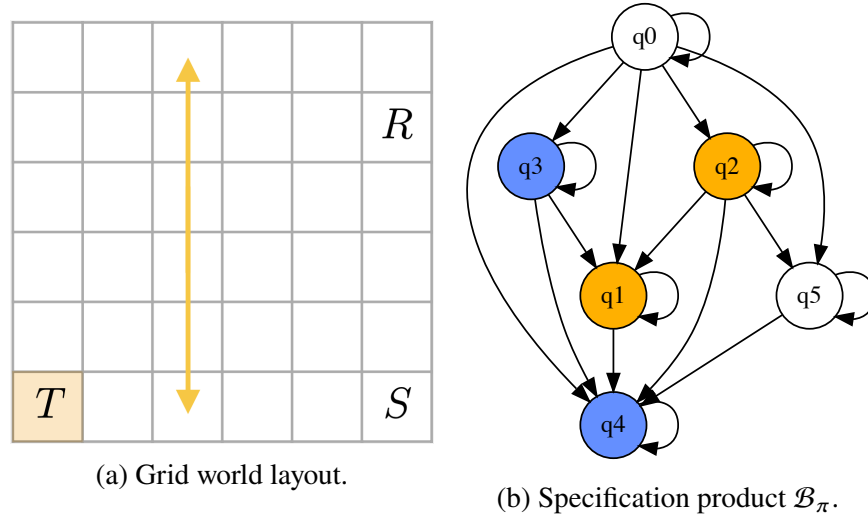 R
T
S
(a) Grid world layout.
q0
q3
q2
q1
q5
q4
(b) Specification product ℬπ.